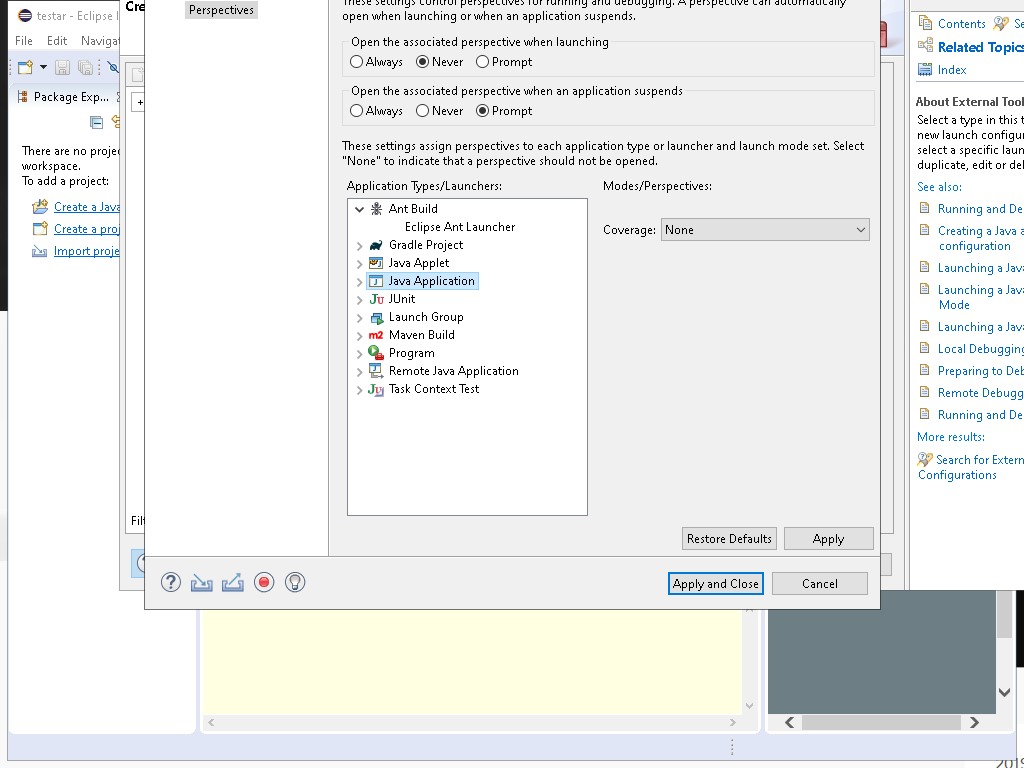 testar - Eclipse I
File Edit Navigat
Package Exp...
There are no proje
workspace.
To add a project:
Create a Java
Create a proj
Import proje
Cre
+
Filt
Perspectives
These settings control perspectives for running and debugging. A perspective can automatically
open when launching or when an application suspends.
Open the associated perspective when launching
Always Never Prompt
Open the associated perspective when an application suspends
Always Never Prompt
These settings assign perspectives to each application type or launcher and launch mode set. Select
"None" to indicate that a perspective should not be opened.
Application Types/Launchers:
Modes/Perspectives:
Ant Build
Eclipse Ant Launcher
Gradle Project
Java Applet
Java Application
JUnit
Launch Group
Maven Build
Program
Remote Java Application
Task Context Test
Coverage: None
Restore Defaults Apply
Apply and Close Cancel
Contents Se
Related Topics
Index
About External Tool
Select a type in this t
new launch configur
select a specific laun
duplicate, edit or del
See also:
Running and De
Creating a Java a
configuration
Launching a Java
Launching a Java
Mode
Launching a Java
Local Debugging
Preparing to Deb
Remote Debugg
Running and De
More results:
Search for Extern
Configurations
2019